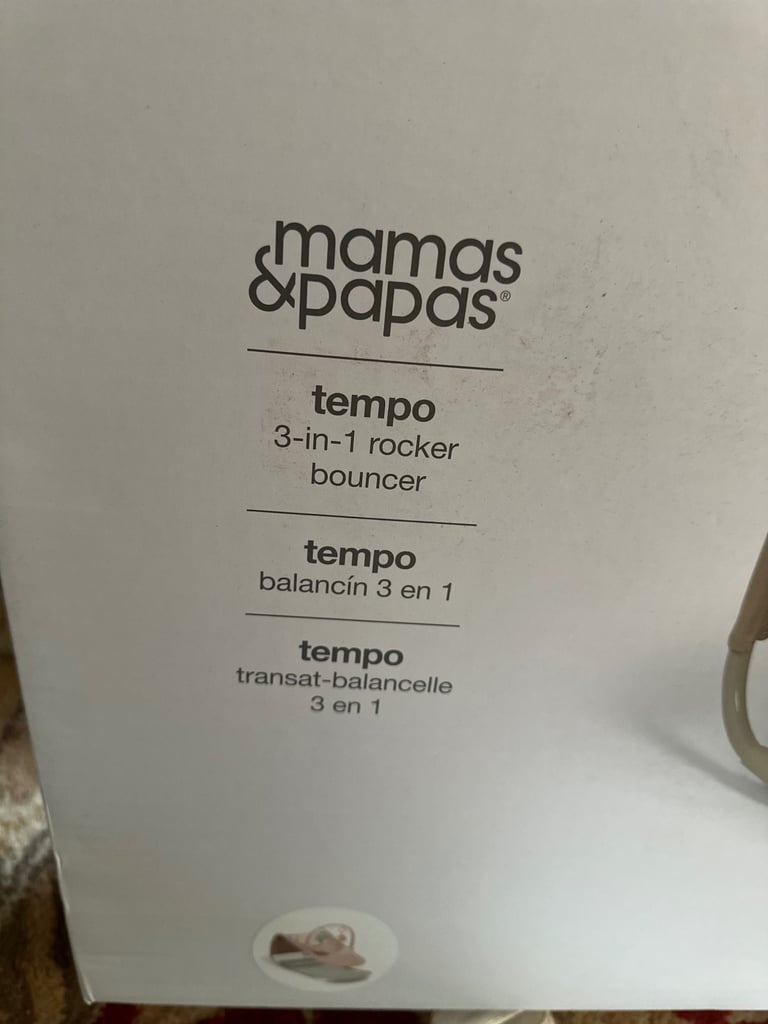 mamas
&papas®
tempo
3-in-1 rocker
bouncer
tempo
balancín 3 en 1
tempo
transat-balancelle
3 en 1